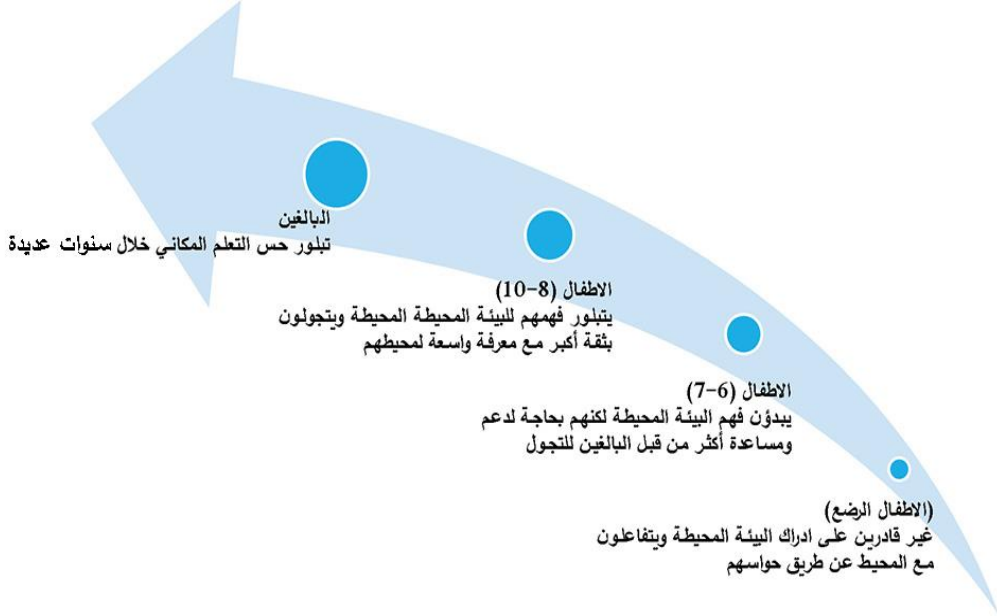 البالغين
تبلور حس التعلم المكاني خلال سنوات عديدة
الاطفال (8-10)
يتبلور فهمهم للبيئة المحيطة المحيطة ويتجولون
بثقة أكبر مع معرفة واسعة لمحيطهم
الاطفال (6-7)
يبدؤن فهم البيئة المحيطة لكنهم بحاجة لدعم
ومساعدة أكثر من قبل البالغين للتجول
(الاطفال الرضع)
غير قادرين على ادراك البيئة المحيطة ويتفاعلون
مع المحيط عن طريق حواسهم